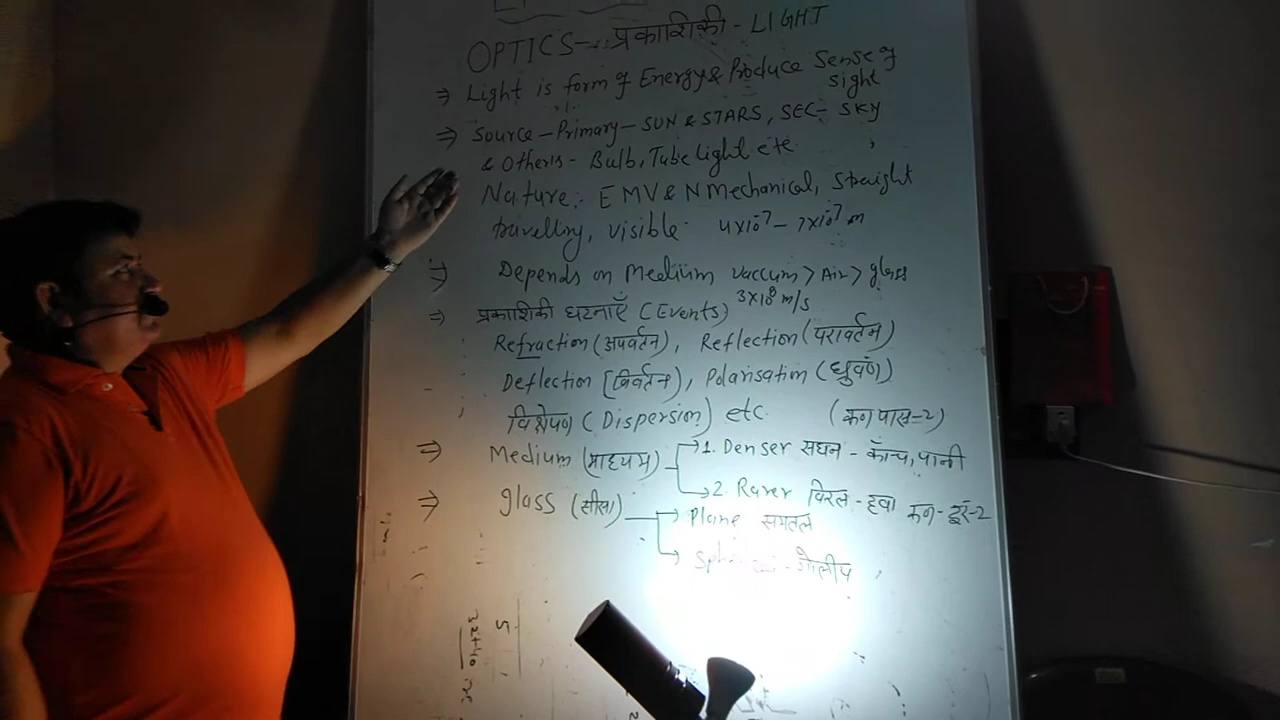 OPTICS - प्रकाशिकी - LIGHT
⇒ Light is form of Energy & Produce Sense of
sight
⇒ Source - Primary - SUN & STARS, SEC - SKY
& Others - Bulb, Tube light etc.
Nature: EMV & N Mechanical, Straight
travelling, visible 4x10⁻⁷ - 7x10⁻⁷ m
⇒ Depends on Medium vaccum > Air > glass
3x10⁸ m/s
⇒ प्रकाशिकी घटनाएँ (Events)
Refraction (अपवर्तन), Reflection (परावर्तन)
Deflection [विवर्तन), Polarisation (ध्रुवण)
विक्षेपण (Dispersion) etc. (कण पास=2)
⇒ Medium (माध्यम) → 1. Denser सघन - काँच, पानी
→ 2. Rarer विरल - हवा कण - दूर-2
⇒ glass (सीसा) → Plane समतल
→ गोलीय